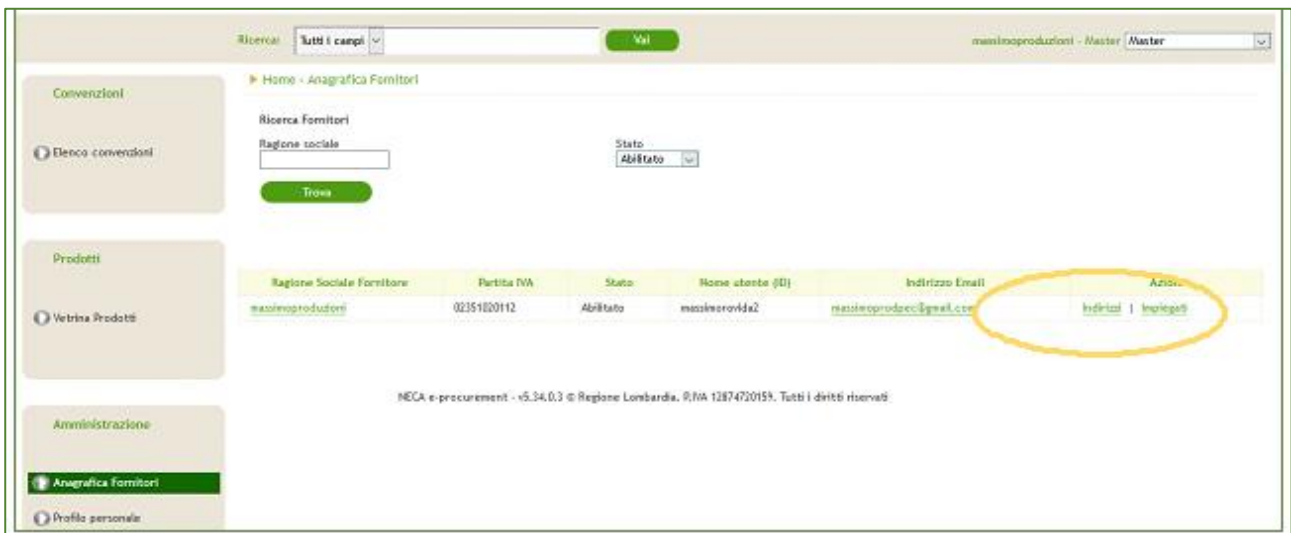 Ricerca: Tutti i campi Vai massimoproduzioni - Master Master
Home - Anagrafica Fornitori
Convenzioni
Elenco convenzioni
Ricerca Fornitori
Ragione sociale Stato
Abilitato
Trova
Prodotti
Vetrina Prodotti
Ragione Sociale Fornitore Partita IVA Stato Nome utente (ID) Indirizzo Email Azioni
massimoproduzioni 02351020112 Abilitato massimorovida2 massimoprodpec@gmail.com Indirizzi | Impiegati
NECA e-procurement - v5.34.0.3 © Regione Lombardia. P.IVA 12874720159. Tutti i diritti riservati
Amministrazione
Anagrafica Fornitori
Profilo personale